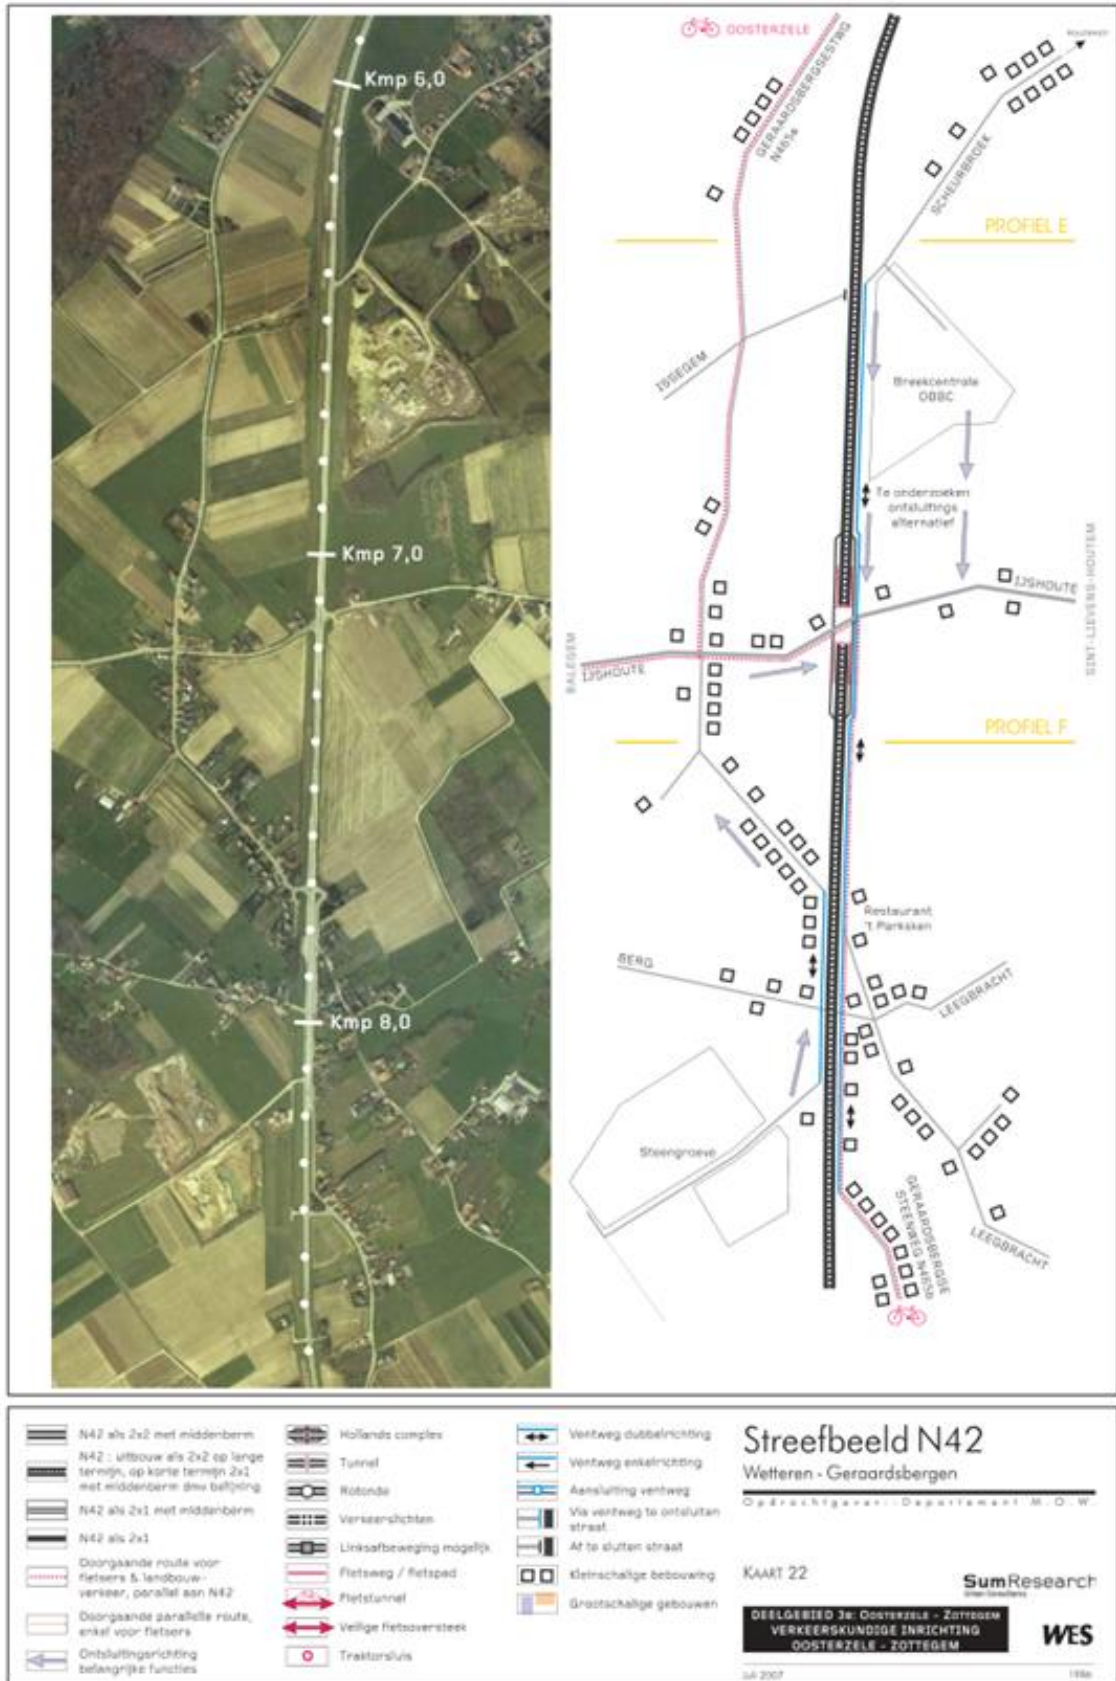 Kmp 6,0
Kmp 7,0
Kmp 8,0
OOSTERZELE
GERAARDSBERGSESTWG
N465a
SCHEURBROEK
PROFIEL E
ISSEGEM
Breekcentrale
OBBC
Te onderzoeken
ontsluitings
alternatief
IJSHOUTE
SINT-LIEVENS-HOUTEM
BALEGEM
IJSHOUTE
PROFIEL F
Restaurant
't Parksken
BERG
LEEGBRACHT
Steengroeve
GERAARDSBERGSE
STEENWEG N465b
LEEGBRACHT
N42 als 2x2 met middenberm
N42 : uitbouw als 2x2 op lange
termijn, op korte termijn 2x1
met middenberm dmv belijning
N42 als 2x1 met middenberm
N42 als 2x1
Doorgaande route voor
fietsers & landbouw-
verkeer, parallel aan N42
Doorgaande parallelle route,
enkel voor fietsers
Ontsluitingsrichting
belangrijke functies
Hollands complex
Tunnel
Rotonde
Verkeerslichten
Linksafbeweging mogelijk
Fietsweg / fietspad
Fietstunnel
Veilige fietsoversteek
Traktorsluis
Ventweg dubbelrichting
Ventweg enkelrichting
Aansluiting ventweg
Via ventweg te ontsluiten
straat
Af te sluiten straat
Kleinschalige bebouwing
Grootschalige gebouwen
Streefbeeld N42
Wetteren - Geraardsbergen
Opdrachtgever: Departement M.O.W.
KAART 22
SumResearch
DEELGEBIED 3e: OOSTERZELE - ZOTTEGEM
VERKEERSKUNDIGE INRICHTING
OOSTERZELE - ZOTTEGEM
WES
Juli 2007